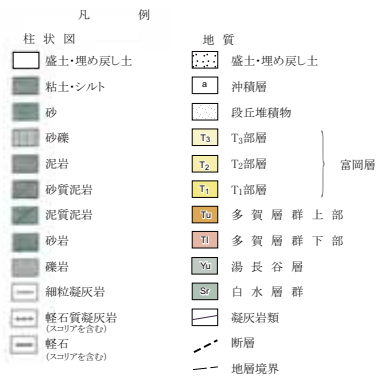 凡 例
柱 状 図
盛土・埋め戻し土
粘土・シルト
砂
砂礫
泥岩
砂質泥岩
泥質泥岩
砂岩
礫岩
細粒凝灰岩
軽石質凝灰岩
(スコリアを含む)
軽石
(スコリアを含む)
地 質
盛土・埋め戻し土
a 沖積層
段丘堆積物
T3 T3部層
T2 T2部層
T1 T1部層
富岡層
Tu 多 賀 層 群 上 部
Tl 多 賀 層 群 下 部
Yu 湯 長 谷 層
Sr 白 水 層 群
凝灰岩類
断層
地層境界